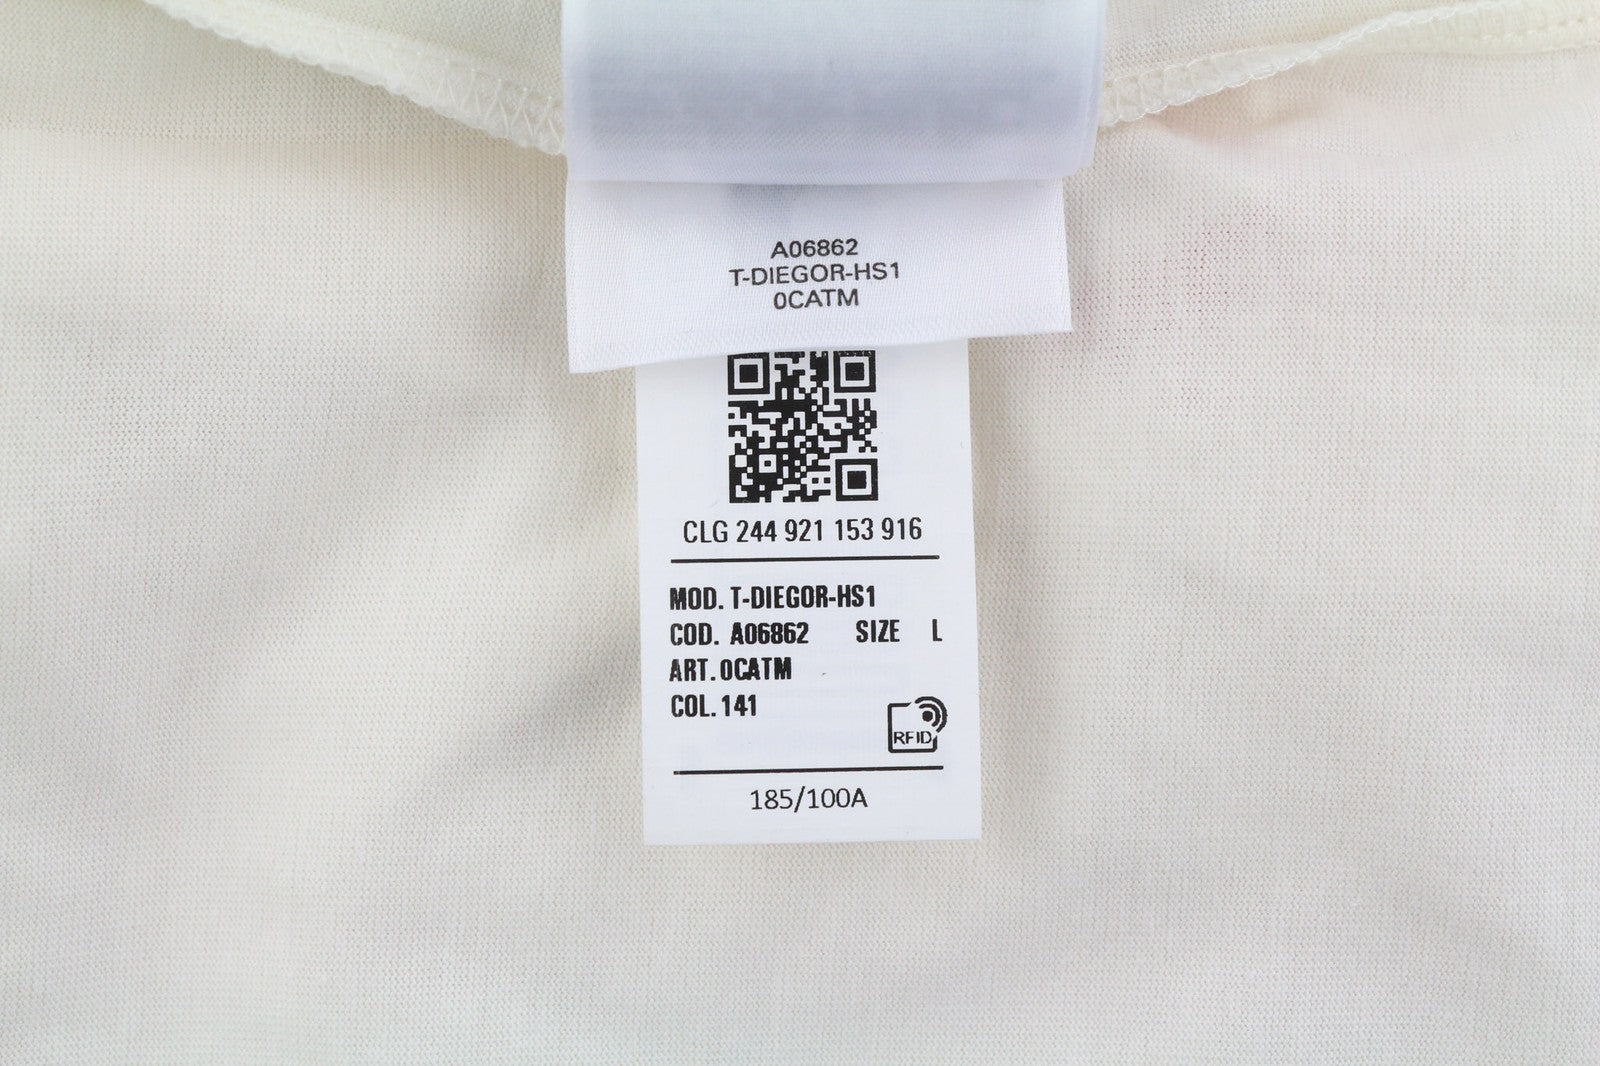 A06862
T-DIEGOR-HS1
0CATM
CLG 244 921 153 916
MOD. T-DIEGOR-HS1
COD. A06862 SIZE L
ART. 0CATM
COL. 141
RFID
185/100A